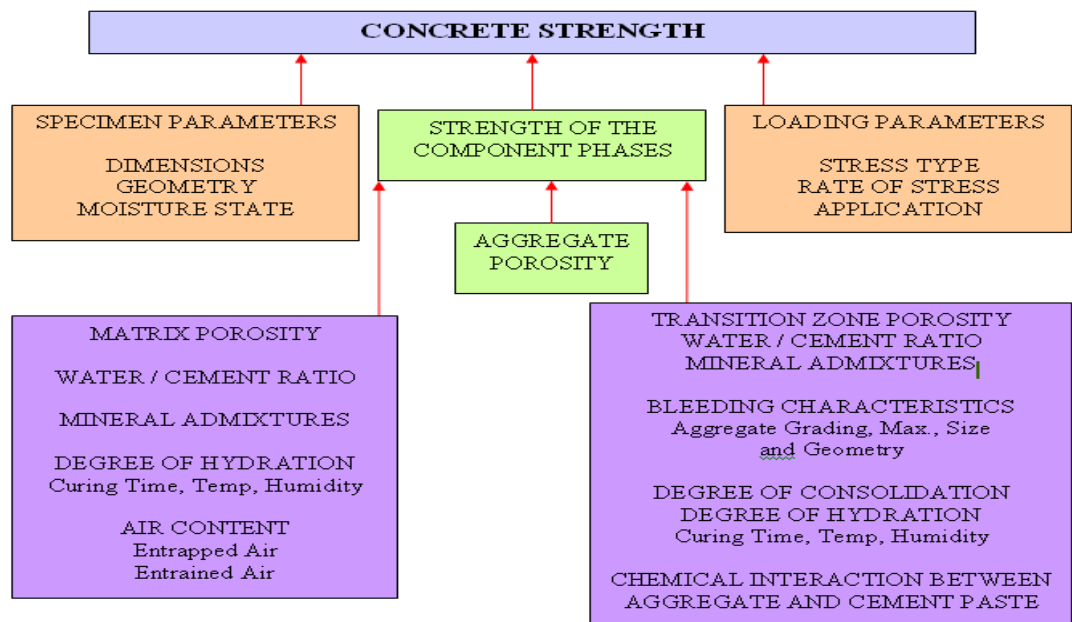 CONCRETE STRENGTH
SPECIMEN PARAMETERS
DIMENSIONS
GEOMETRY
MOISTURE STATE
STRENGTH OF THE
COMPONENT PHASES
LOADING PARAMETERS
STRESS TYPE
RATE OF STRESS
APPLICATION
AGGREGATE
POROSITY
MATRIX POROSITY
WATER / CEMENT RATIO
MINERAL ADMIXTURES
DEGREE OF HYDRATION
Curing Time, Temp, Humidity
AIR CONTENT
Entrapped Air
Entrained Air
TRANSITION ZONE POROSITY
WATER / CEMENT RATIO
MINERAL ADMIXTURES
BLEEDING CHARACTERISTICS
Aggregate Grading, Max., Size
and Geometry
DEGREE OF CONSOLIDATION
DEGREE OF HYDRATION
Curing Time, Temp, Humidity
CHEMICAL INTERACTION BETWEEN
AGGREGATE AND CEMENT PASTE